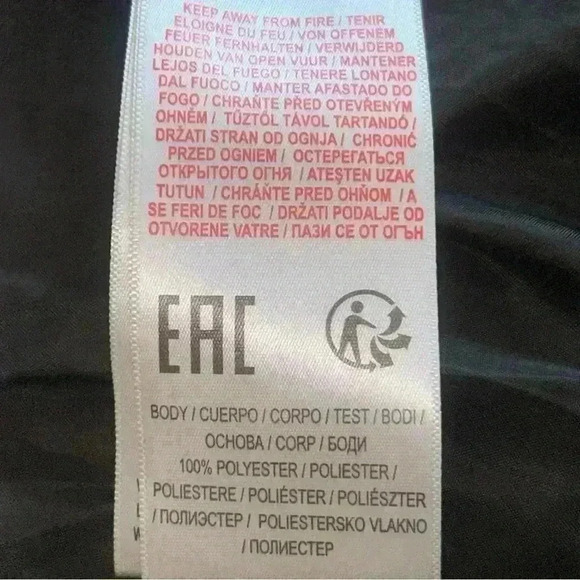 KEEP AWAY FROM FIRE / TENIR
ELOIGNE DU FEU / VON OFFENEM
FEUER FERNHALTEN / VERWIJDERD
HOUDEN VAN OPEN VUUR / MANTENER
LEJOS DEL FUEGO / TENERE LONTANO
DAL FUOCO / MANTER AFASTADO DO
FOGO / CHRAŇTE PŘED OTEVŘENÝM
OHNĚM / TŰZTŐL TÁVOL TARTANDÓ /
DRŽATI STRAN OD OGNJA / CHRONIĆ
PRZED OGNIEM / ОСТЕРЕГАТЬСЯ
ОТКРЫТОГО ОГНЯ / ATEŞTEN UZAK
TUTUN / CHRÁŇTE PRED OHŇOM / A
SE FERI DE FOC / DRŽATI PODALJE OD
OTVORENE VATRE / ПАЗИ СЕ ОТ ОГЪН
EAC
BODY / CUERPO / CORPO / TEST / BODI /
ОСНОВА / CORP / БОДИ
100% POLYESTER / POLIESTER /
POLIESTERE / POLIÉSTER / POLIÉSZTER
/ ПОЛИЭСТЕР / POLIESTERSKO VLAKNO
/ ПОЛИЕСТЕР